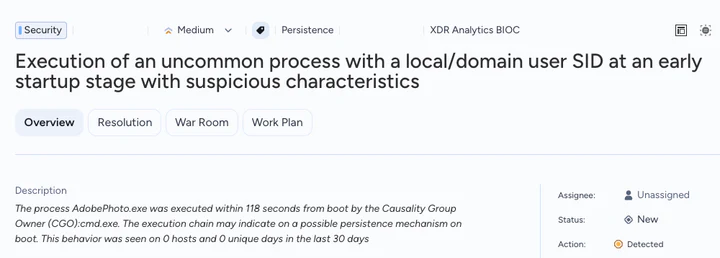 Security Medium Persistence XDR Analytics BIOC
Execution of an uncommon process with a local/domain user SID at an early
startup stage with suspicious characteristics
Overview Resolution War Room Work Plan
Description
The process AdobePhoto.exe was executed within 118 seconds from boot by the Causality Group
Owner (CGO):cmd.exe. The execution chain may indicate on a possible persistence mechanism on
boot. This behavior was seen on 0 hosts and 0 unique days in the last 30 days
Assignee: Unassigned
Status: New
Action: Detected